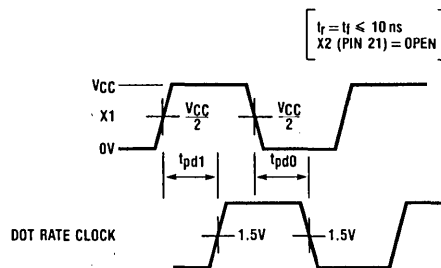 tr = tf ≤ 10 ns
X2 (PIN 21) = OPEN
VCC
X1
VCC
2
VCC
2
0V
tpd1
tpd0
DOT RATE CLOCK
1.5V
1.5V